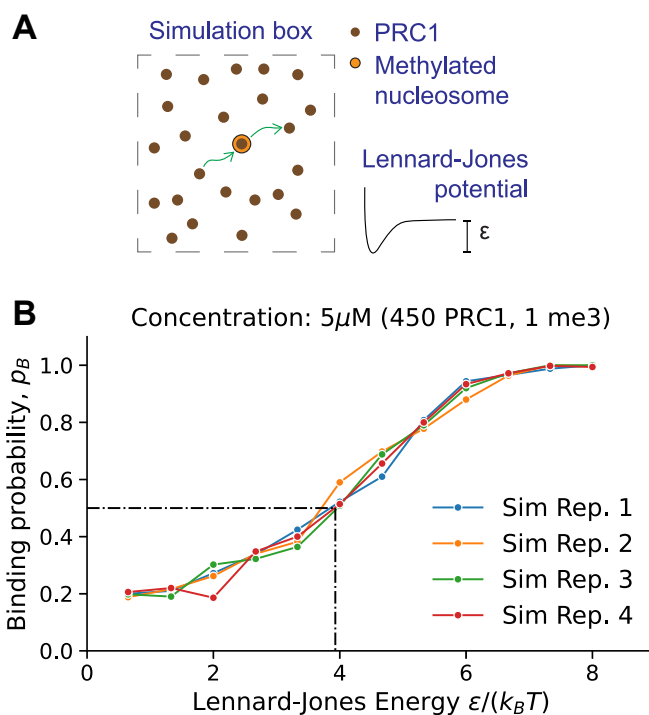 A
Simulation box
PRC1
Methylated
nucleosome
Lennard-Jones
potential
ε
B
Concentration: 5μM (450 PRC1, 1 me3)
Binding probability, p_B
1.0
0.8
0.6
0.4
0.2
0.0
Sim Rep. 1
Sim Rep. 2
Sim Rep. 3
Sim Rep. 4
0
2
4
6
8
Lennard-Jones Energy ε/(k_BT)